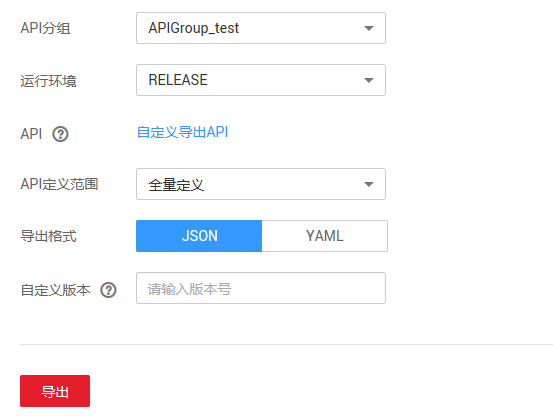 API分组 APIGroup_test
运行环境 RELEASE
API ? 自定义导出API
API定义范围 全量定义
导出格式 JSON YAML
自定义版本 ? 请输入版本号
导出